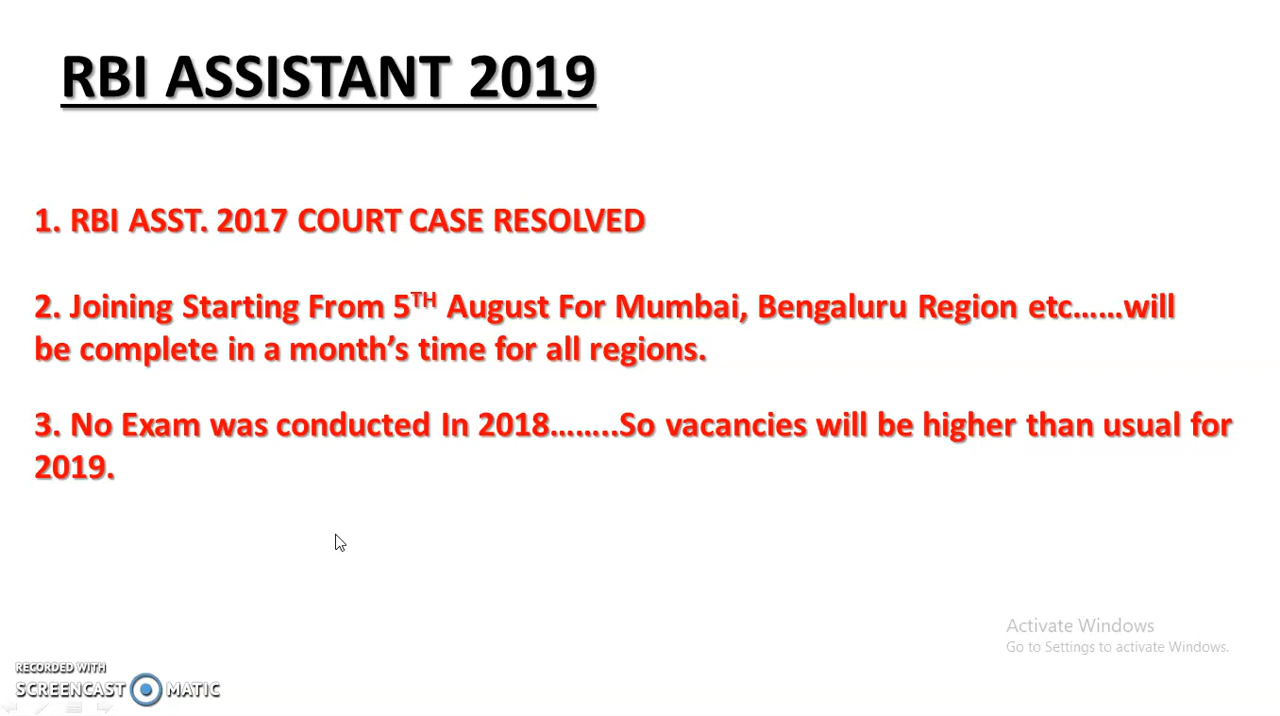 RBI ASSISTANT 2019
1. RBI ASST. 2017 COURT CASE RESOLVED
2. Joining Starting From 5TH August For Mumbai, Bengaluru Region etc……will
be complete in a month’s time for all regions.
3. No Exam was conducted In 2018……..So vacancies will be higher than usual for
2019.
Activate Windows
Go to Settings to activate Windows.
RECORDED WITH
SCREENCAST MATIC